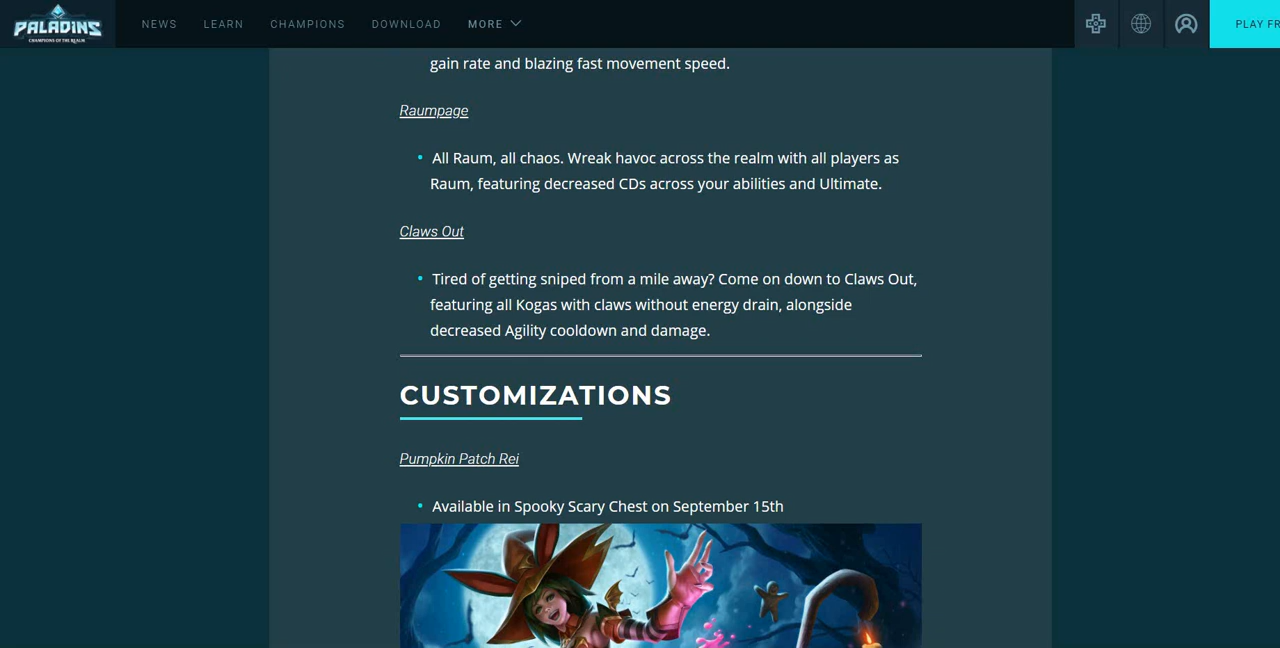 PALADINS
CHAMPIONS OF THE REALM
NEWS
LEARN
CHAMPIONS
DOWNLOAD
MORE
PLAY FR
gain rate and blazing fast movement speed.
Raumpage
• All Raum, all chaos. Wreak havoc across the realm with all players as
Raum, featuring decreased CDs across your abilities and Ultimate.
Claws Out
• Tired of getting sniped from a mile away? Come on down to Claws Out,
featuring all Kogas with claws without energy drain, alongside
decreased Agility cooldown and damage.
CUSTOMIZATIONS
Pumpkin Patch Rei
• Available in Spooky Scary Chest on September 15th